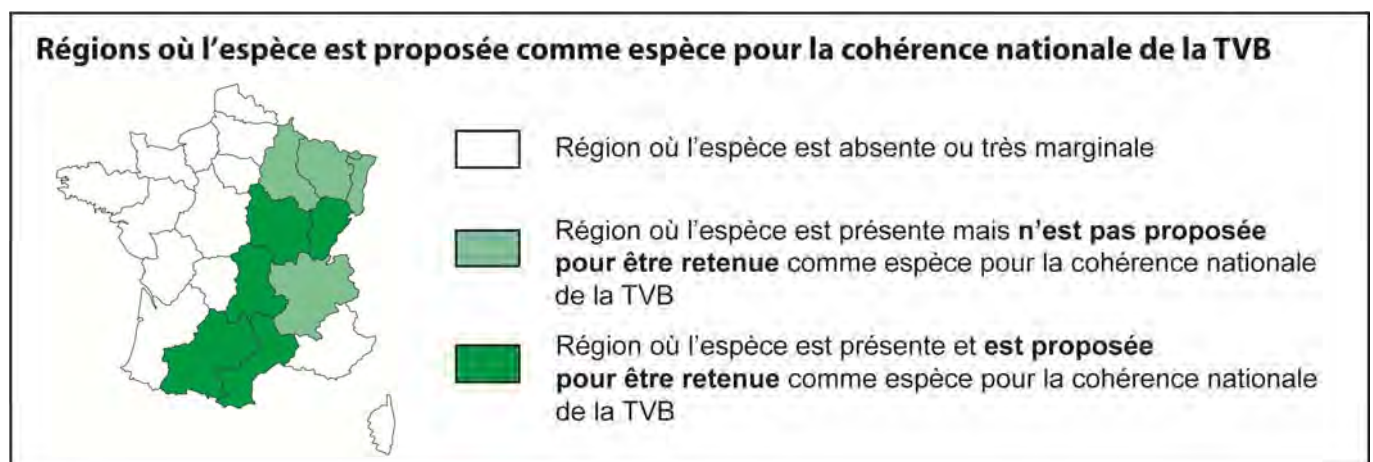 Régions où l'espèce est proposée comme espèce pour la cohérence nationale de la TVB
Région où l'espèce est absente ou très marginale
Région où l'espèce est présente mais n'est pas proposée
pour être retenue comme espèce pour la cohérence nationale
de la TVB
Région où l'espèce est présente et est proposée
pour être retenue comme espèce pour la cohérence nationale
de la TVB